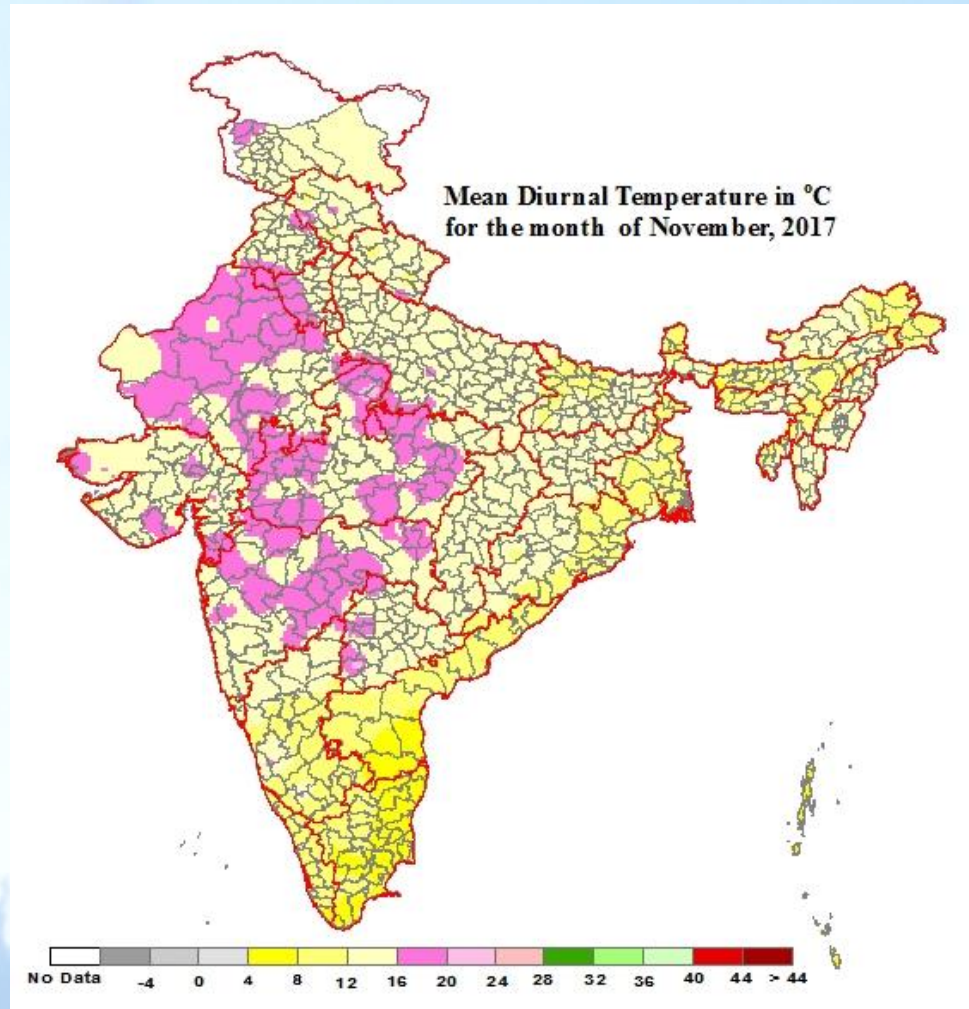 Mean Diurnal Temperature in °C
for the month of November, 2017
No Data -4 0 4 8 12 16 20 24 28 32 36 40 44 > 44